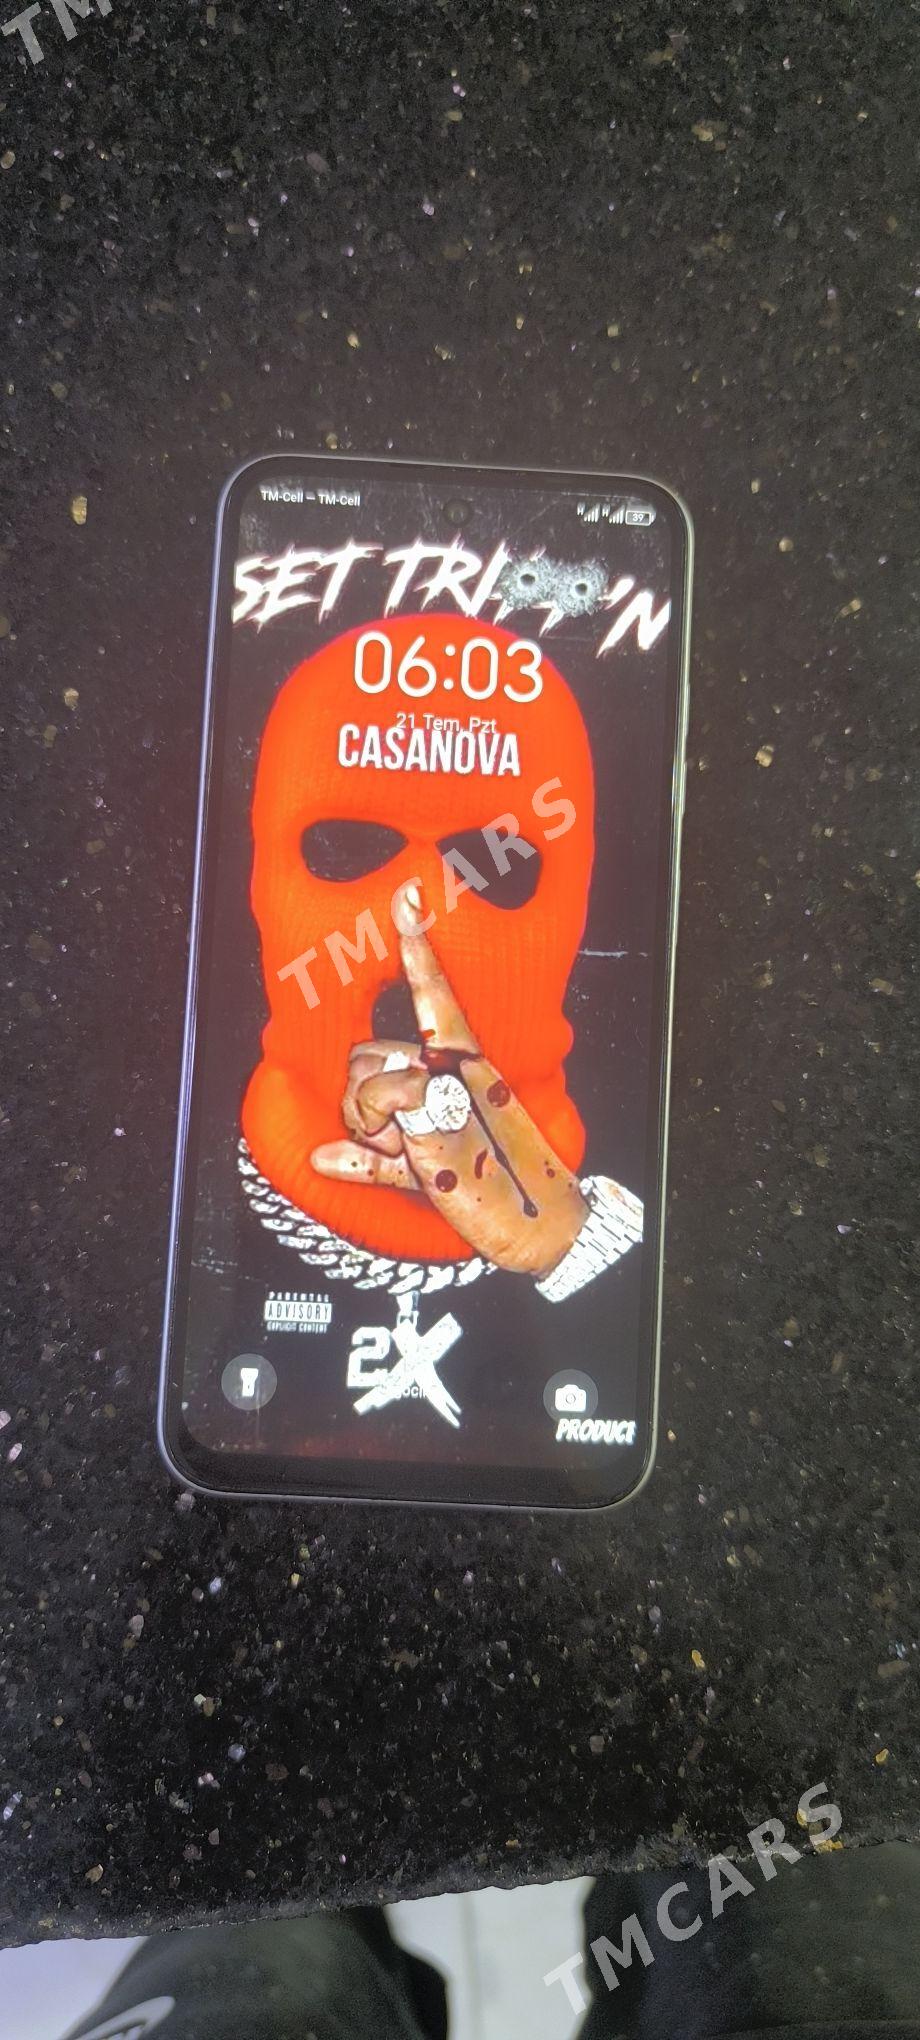 TM
TM-Cell — TM-Cell
H H 39
SET TRIPP'N
06:03
21 Tem, Pzt
CASANOVA
TMCARS
PARENTAL
ADVISORY
EXPLICIT CONTENT
2X
PRODUCT
TMCARS